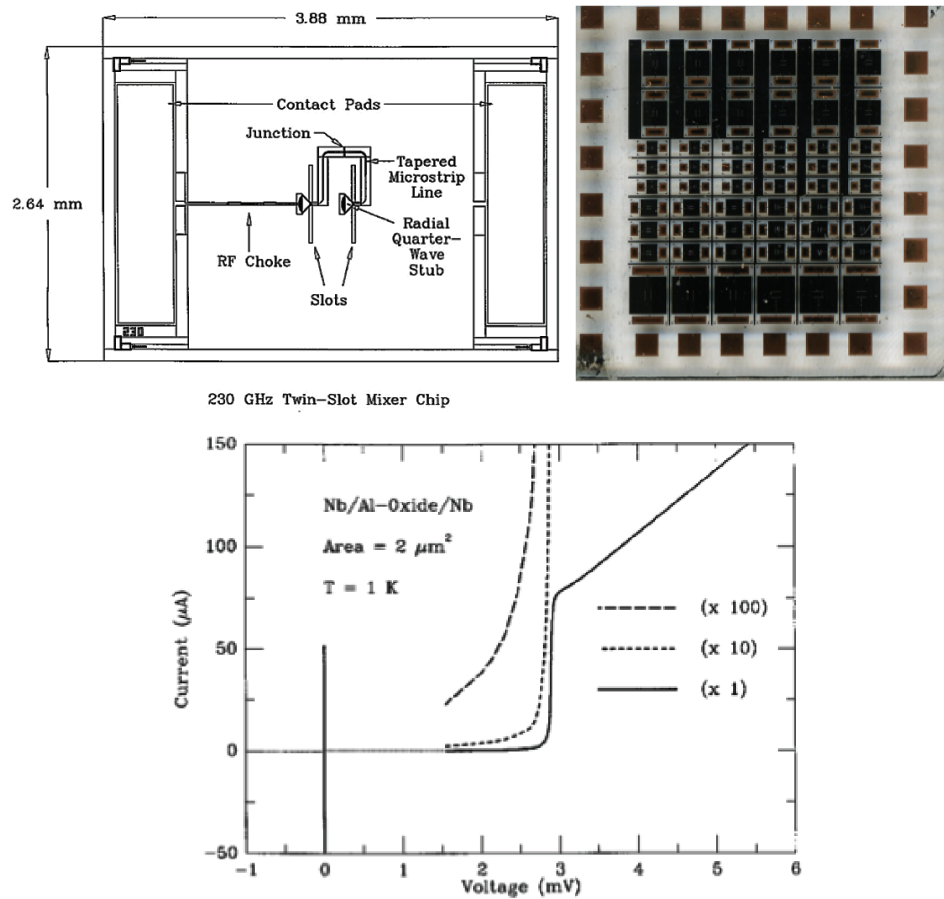 3.88 mm
Contact Pads
Junction
Tapered
Microstrip
Line
2.64 mm
Radial
Quarter-
Wave
Stub
RF Choke
Slots
230
230 GHz Twin-Slot Mixer Chip
150
100
50
0
-50
Current (μA)
Nb/Al-Oxide/Nb
Area = 2 μm²
T = 1 K
(x 100)
(x 10)
(x 1)
-1 0 1 2 3 4 5 6
Voltage (mV)